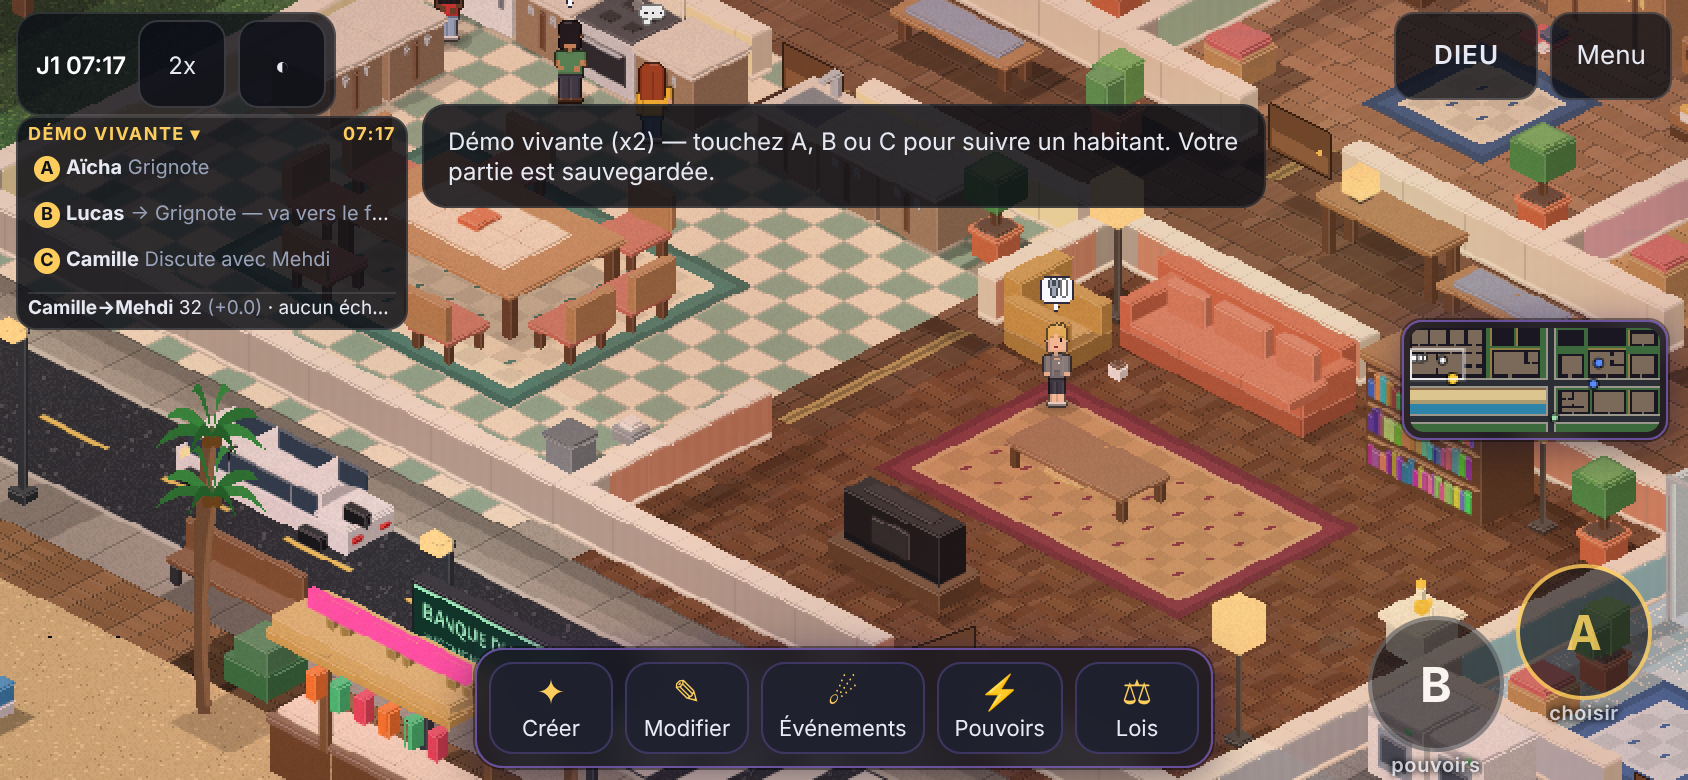 J1 07:17
2x
DIEU
Menu
DÉMO VIVANTE ▾ 07:17
A Aïcha Grignote
B Lucas → Grignote — va vers le f...
C Camille Discute avec Mehdi
Camille→Mehdi 32 (+0.0) · aucun éch...
Démo vivante (x2) — touchez A, B ou C pour suivre un habitant. Votre
partie est sauvegardée.
BANQUE
Créer
Modifier
Événements
Pouvoirs
Lois
A
choisir
B
pouvoirs